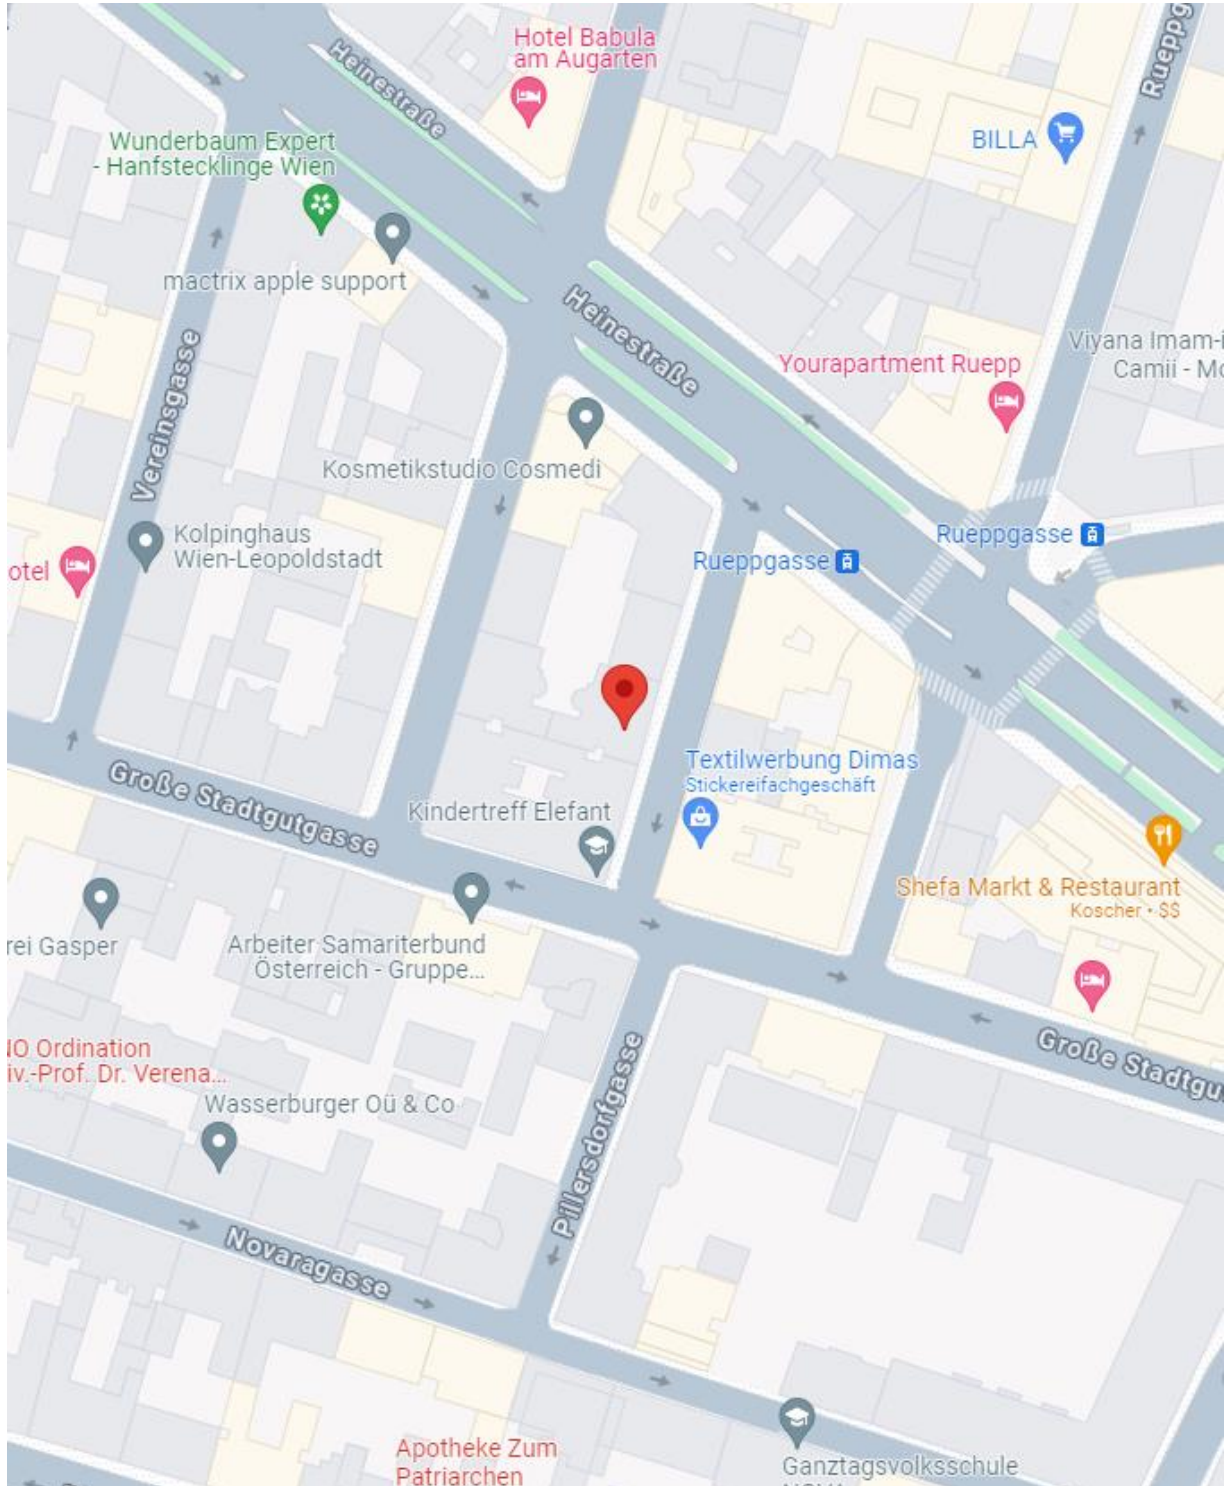 Heinestraße
Hotel Babula
am Augarten
Rueppg
Wunderbaum Expert
- Hanfstecklinge Wien
BILLA
mactrix apple support
Heinestraße
Yourapartment Ruepp
Viyana Imam-i
Camii - Mo
Vereinsgasse
Kosmetikstudio Cosmedi
Kolpinghaus
Wien-Leopoldstadt
otel
Rueppgasse
Rueppgasse
Große Stadtgutgasse
Textilwerbung Dimas
Stickereifachgeschäft
Kindertreff Elefant
Shefa Markt & Restaurant
Koscher • $$
rei Gasper
Arbeiter Samariterbund
Österreich - Gruppe...
NO Ordination
iv.-Prof. Dr. Verena...
Große Stadtgu
Wasserburger Oü & Co
Pillersdorfgasse
Novaragasse
Apotheke Zum
Patriarchen
Ganztagsvolksschule